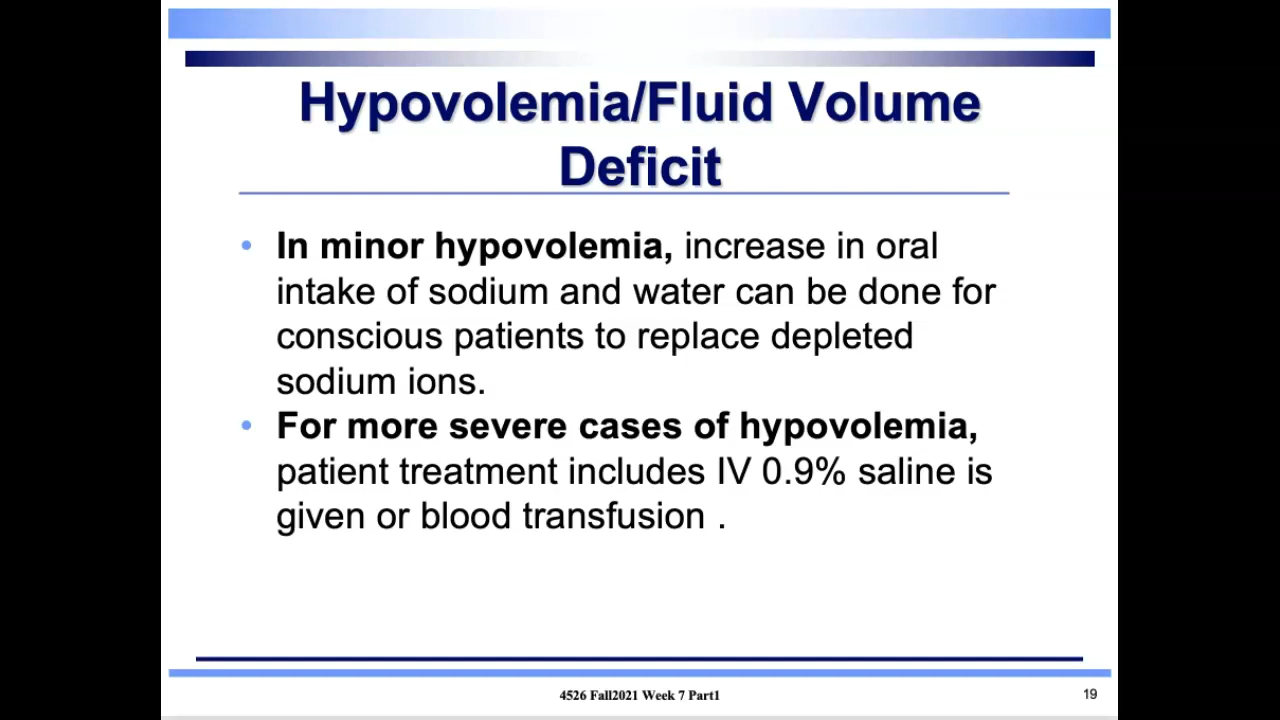 Hypovolemia/Fluid Volume
Deficit
• In minor hypovolemia, increase in oral
intake of sodium and water can be done for
conscious patients to replace depleted
sodium ions.
• For more severe cases of hypovolemia,
patient treatment includes IV 0.9% saline is
given or blood transfusion .
4526 Fall2021 Week 7 Part1
19